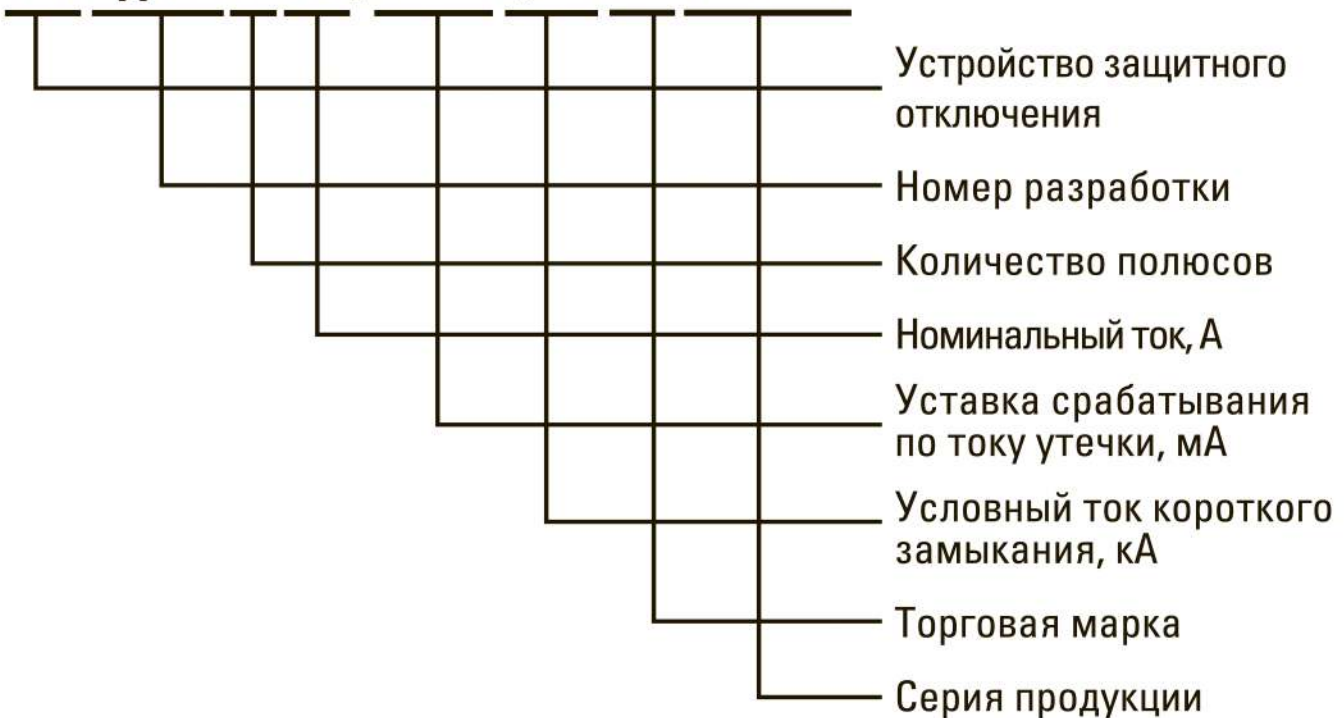 Устройство защитного
отключения
Номер разработки
Количество полюсов
Номинальный ток, А
Уставка срабатывания
по току утечки, мА
Условный ток короткого
замыкания, кА
Торговая марка
Серия продукции